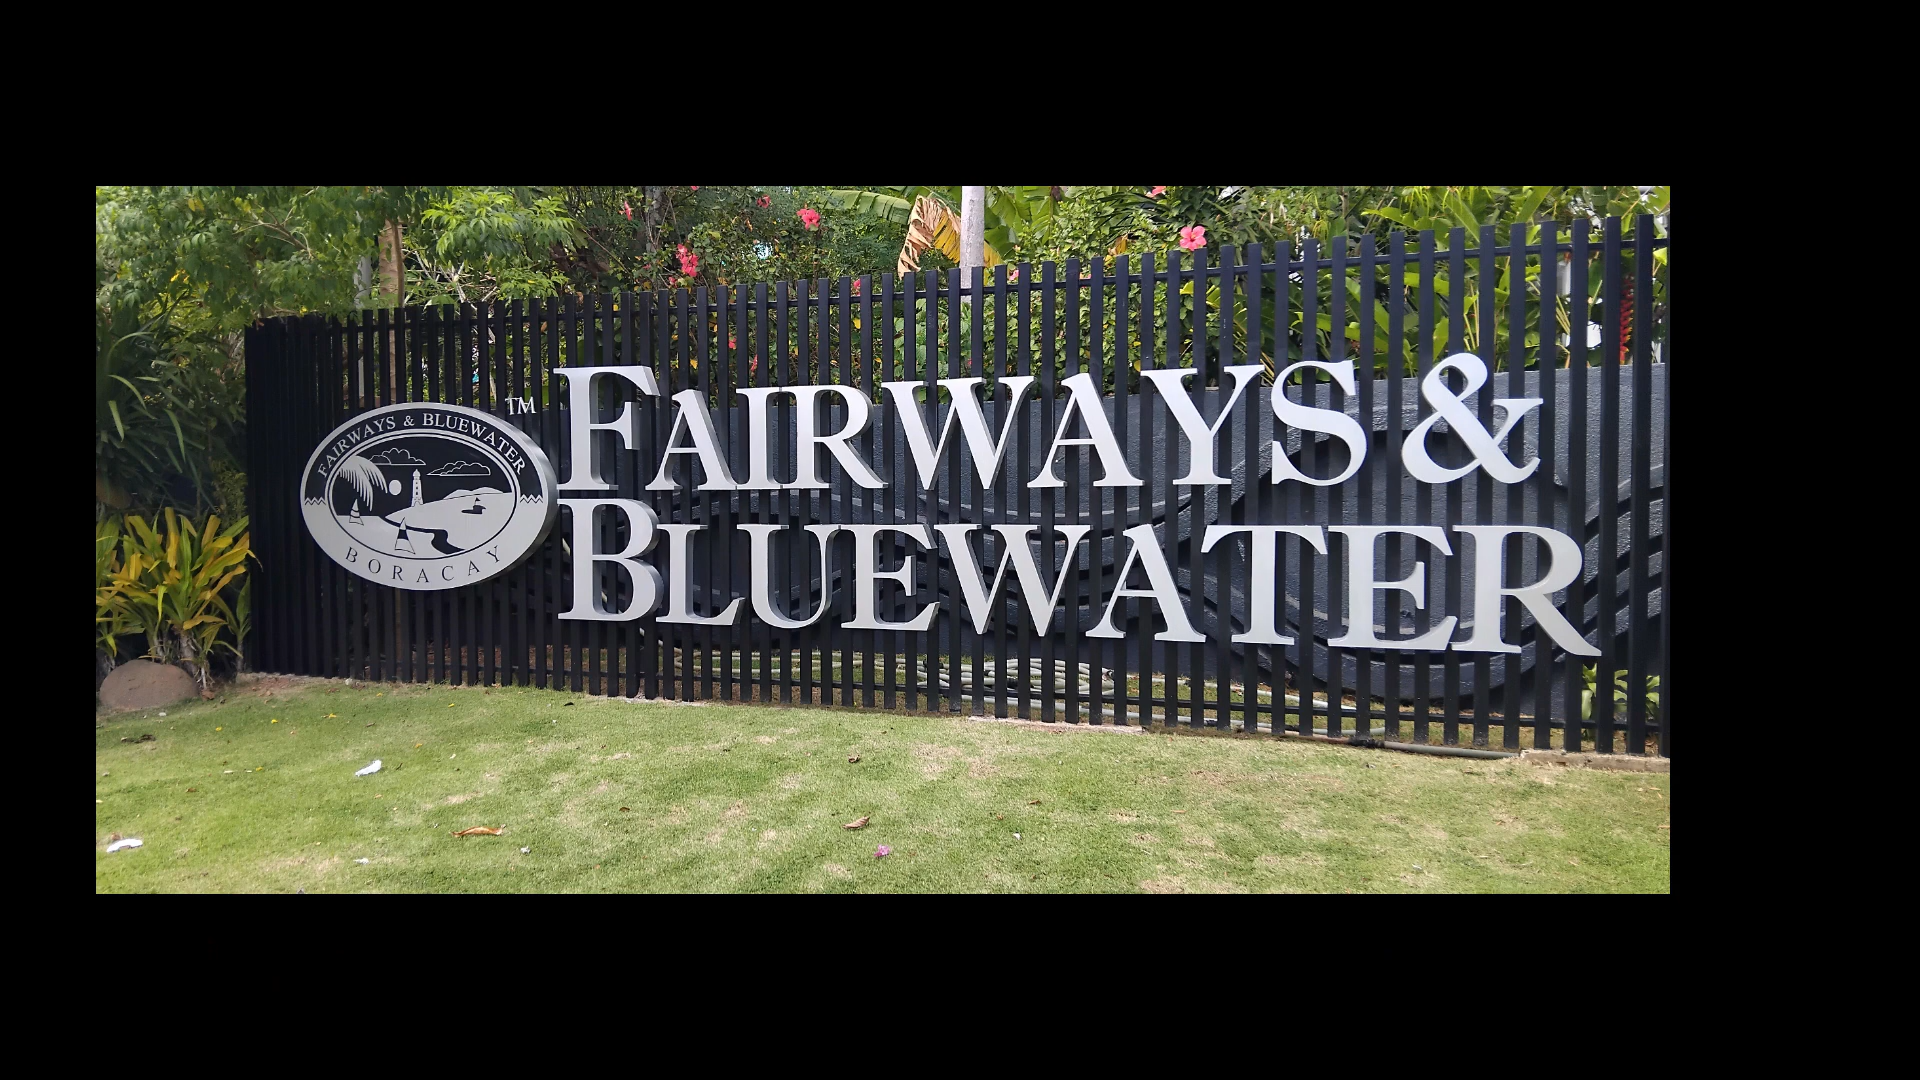 FAIRWAYS & BLUEWATER
BORACAY
TM
FAIRWAYS &
BLUEWATER